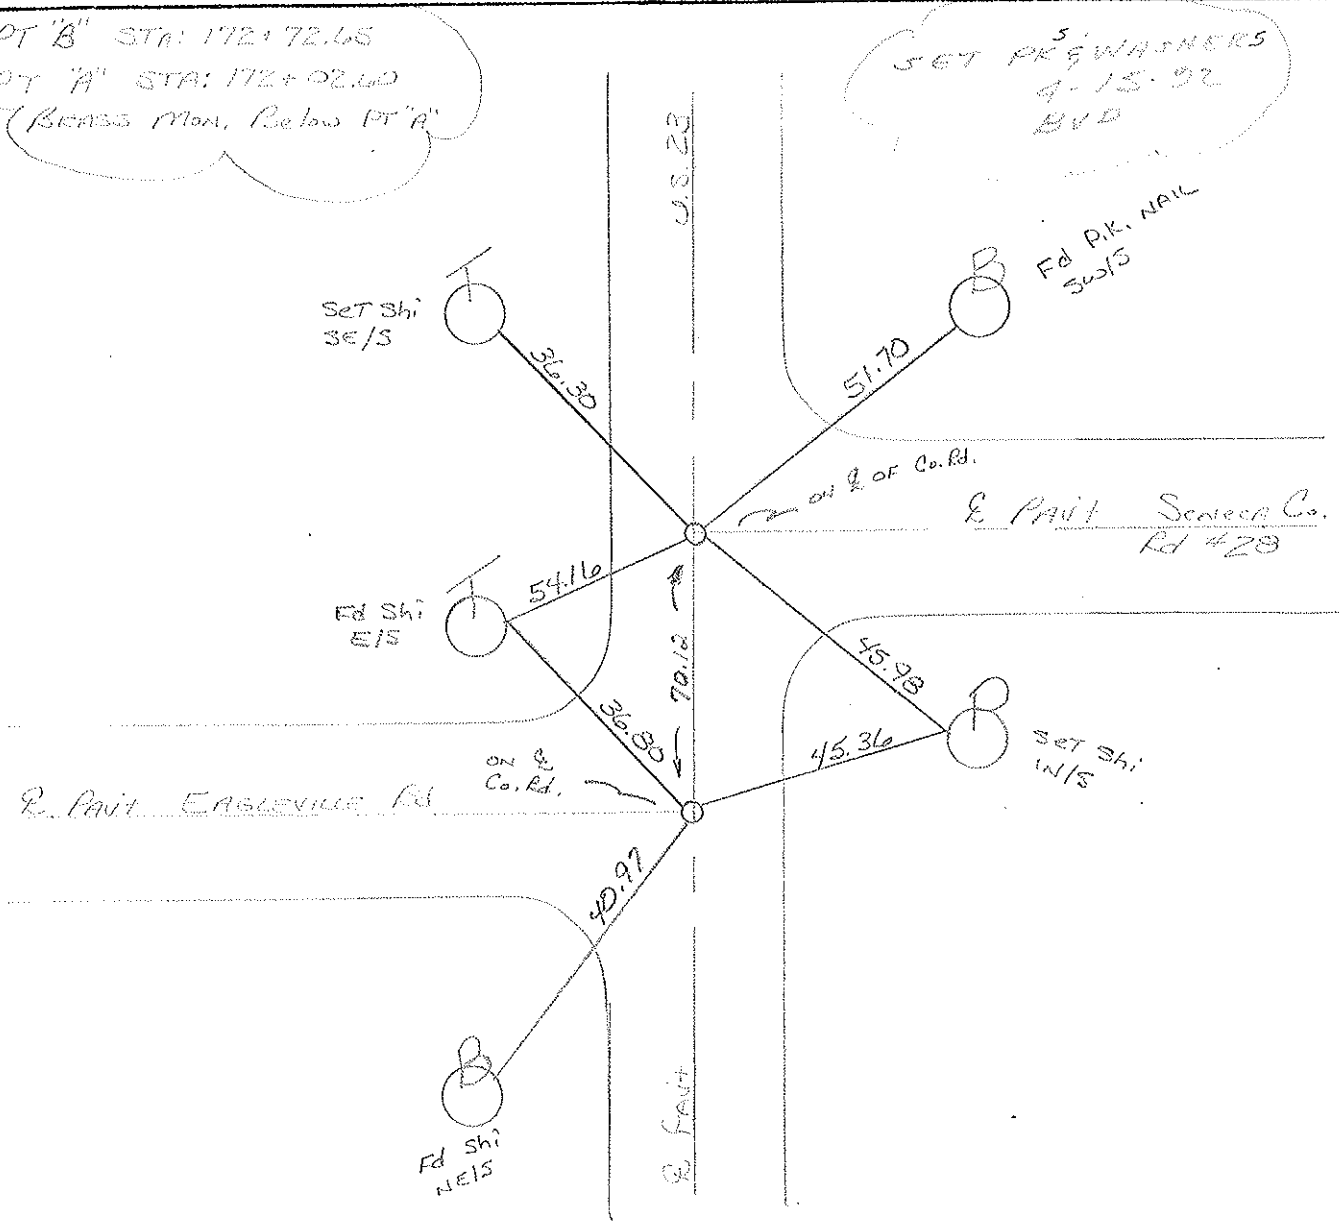 PT "B" STA: 172+72.65
PT "A" STA: 172+02.60
(BRASS MON. Below PT "A"
SET PK'S & WASHERS
4-15-92
U.S. 23
Fd P.K. NAIL
SW/S
SET Shi
SE/S
36.30
51.70
ON ℄ OF Co. Rd.
℄ PAVT Seneca Co.
Rd #28
54.16
Fd Shi
E/S
70.12
45.98
36.80
45.36
SET Shi
W/S
ON ℄
Co. Rd.
℄ PAVT EAGLEVILLE Rd
40.97
℄ PAVT
Fd Shi
NE/S